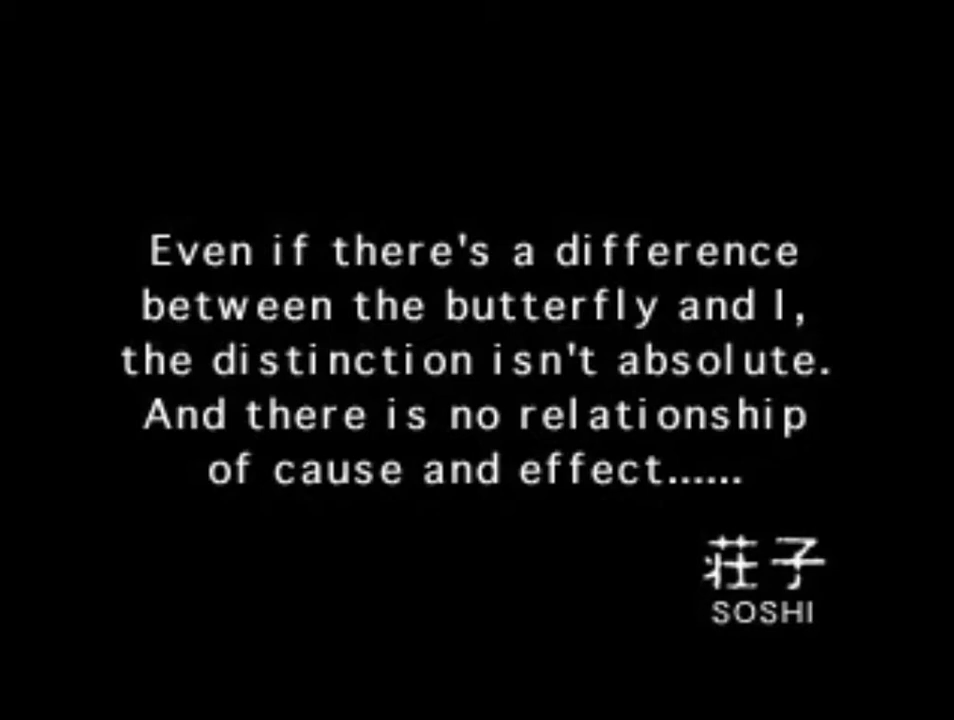 Even if there's a difference
between the butterfly and I,
the distinction isn't absolute.
And there is no relationship
of cause and effect......
荘子
SOSHI